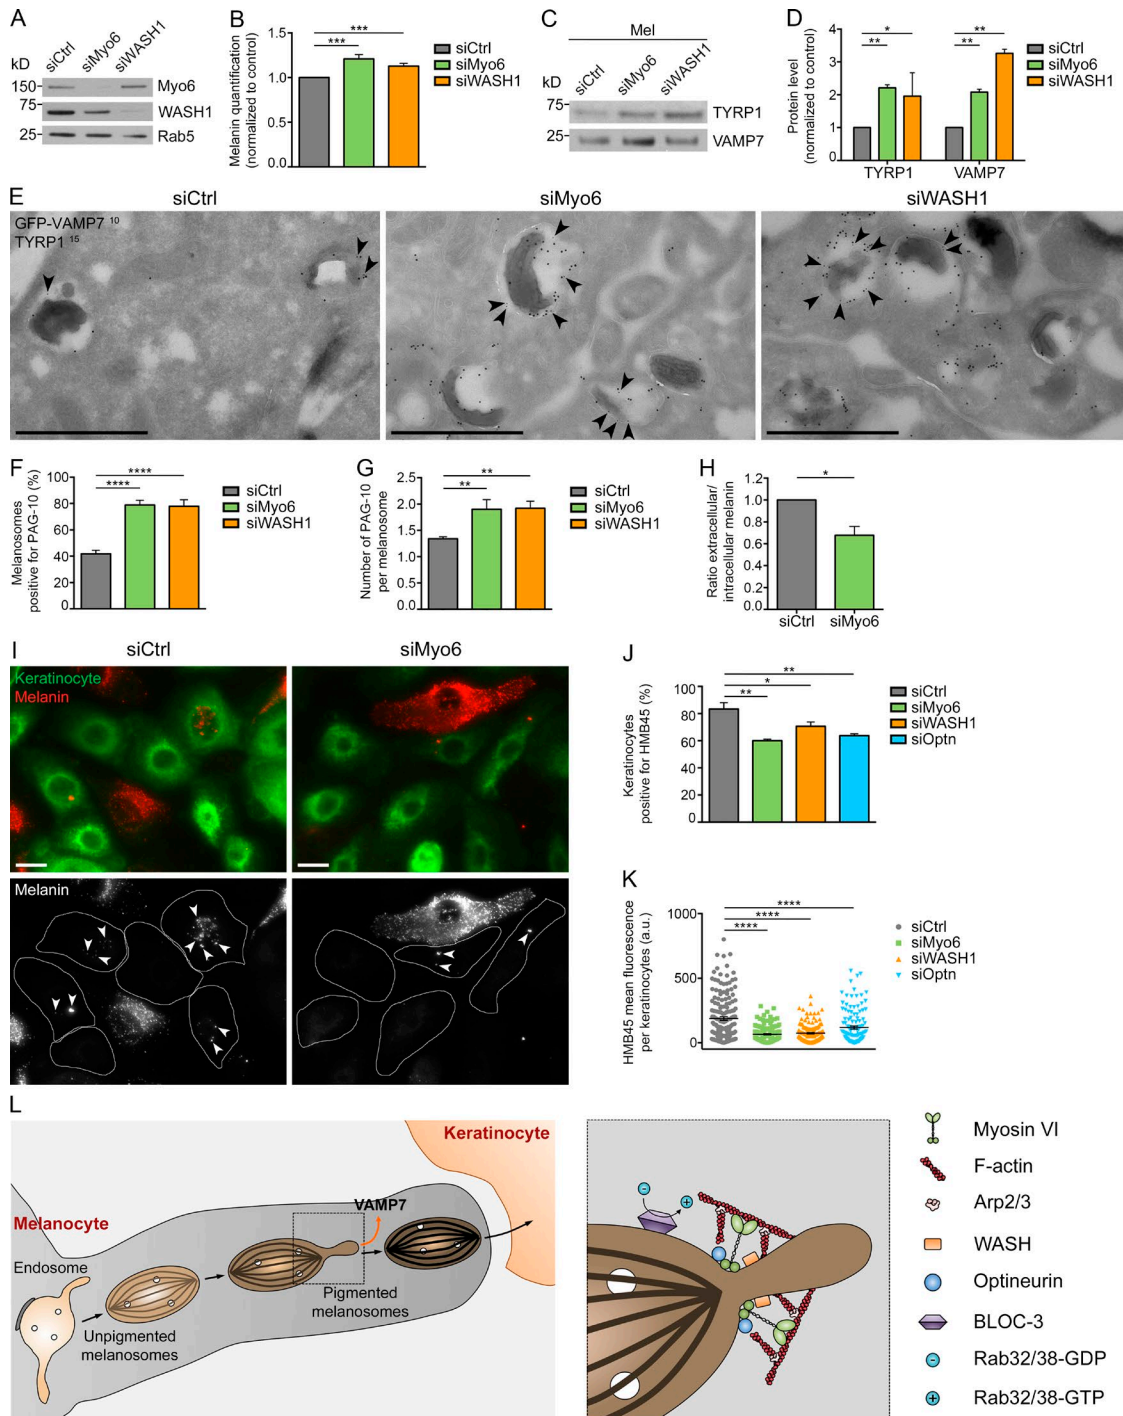 A
siCtrl
siMyo6
siWASH1
kD
150
75
25
Myo6
WASH1
Rab5
B
Melanin quantification
(normalized to control)
1.5
1.0
0.5
0.0
***
***
siCtrl
siMyo6
siWASH1
C
Mel
siCtrl
siMyo6
siWASH1
kD
75
25
TYRP1
VAMP7
D
Protein level
(normalized to control)
4
3
2
1
0
*
**
**
**
TYRP1
VAMP7
siCtrl
siMyo6
siWASH1
E
siCtrl
siMyo6
siWASH1
GFP-VAMP7 10
TYRP1 15
F
Melanosomes
positive for PAG-10 (%)
100
80
60
40
20
0
****
****
siCtrl
siMyo6
siWASH1
G
Number of PAG-10
per melanosome
2.5
2.0
1.5
1.0
0.5
0.0
**
**
siCtrl
siMyo6
siWASH1
H
Ratio extracellular/
intracellular melanin
1.2
1.0
0.8
0.6
0.4
0.2
0.0
*
siCtrl
siMyo6
I
siCtrl
siMyo6
Keratinocyte
Melanin
Melanin
J
Keratinocytes
positive for HMB45 (%)
100
80
60
40
20
0
**
*
**
siCtrl
siMyo6
siWASH1
siOptn
K
HMB45 mean fluorescence
per keratinocytes (a.u.)
1000
500
0
****
****
****
siCtrl
siMyo6
siWASH1
siOptn
L
Keratinocyte
Melanocyte
VAMP7
Endosome
Unpigmented
melanosomes
Pigmented
melanosomes
Myosin VI
F-actin
Arp2/3
WASH
Optineurin
BLOC-3
Rab32/38-GDP
Rab32/38-GTP